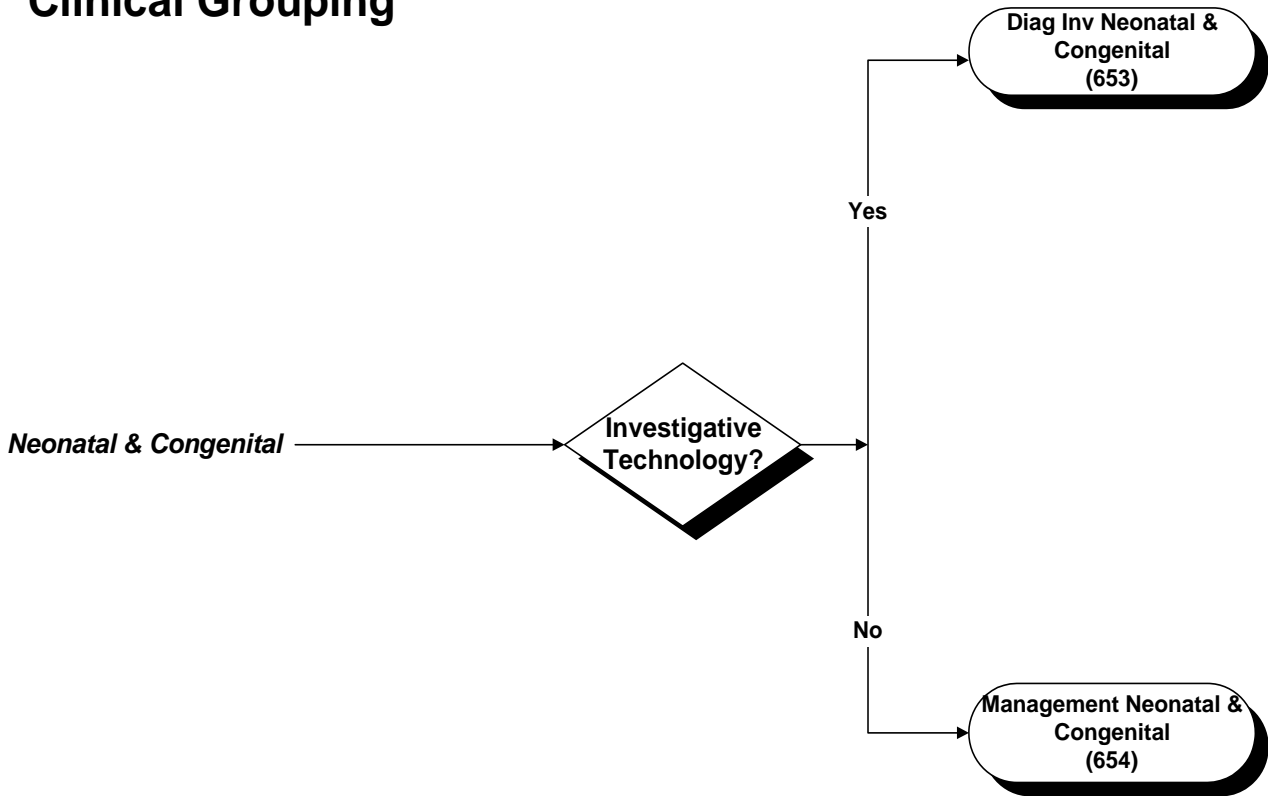 Clinical Grouping
Diag Inv Neonatal &
Congenital
(653)
Yes
Neonatal & Congenital
Investigative
Technology?
No
Management Neonatal &
Congenital
(654)